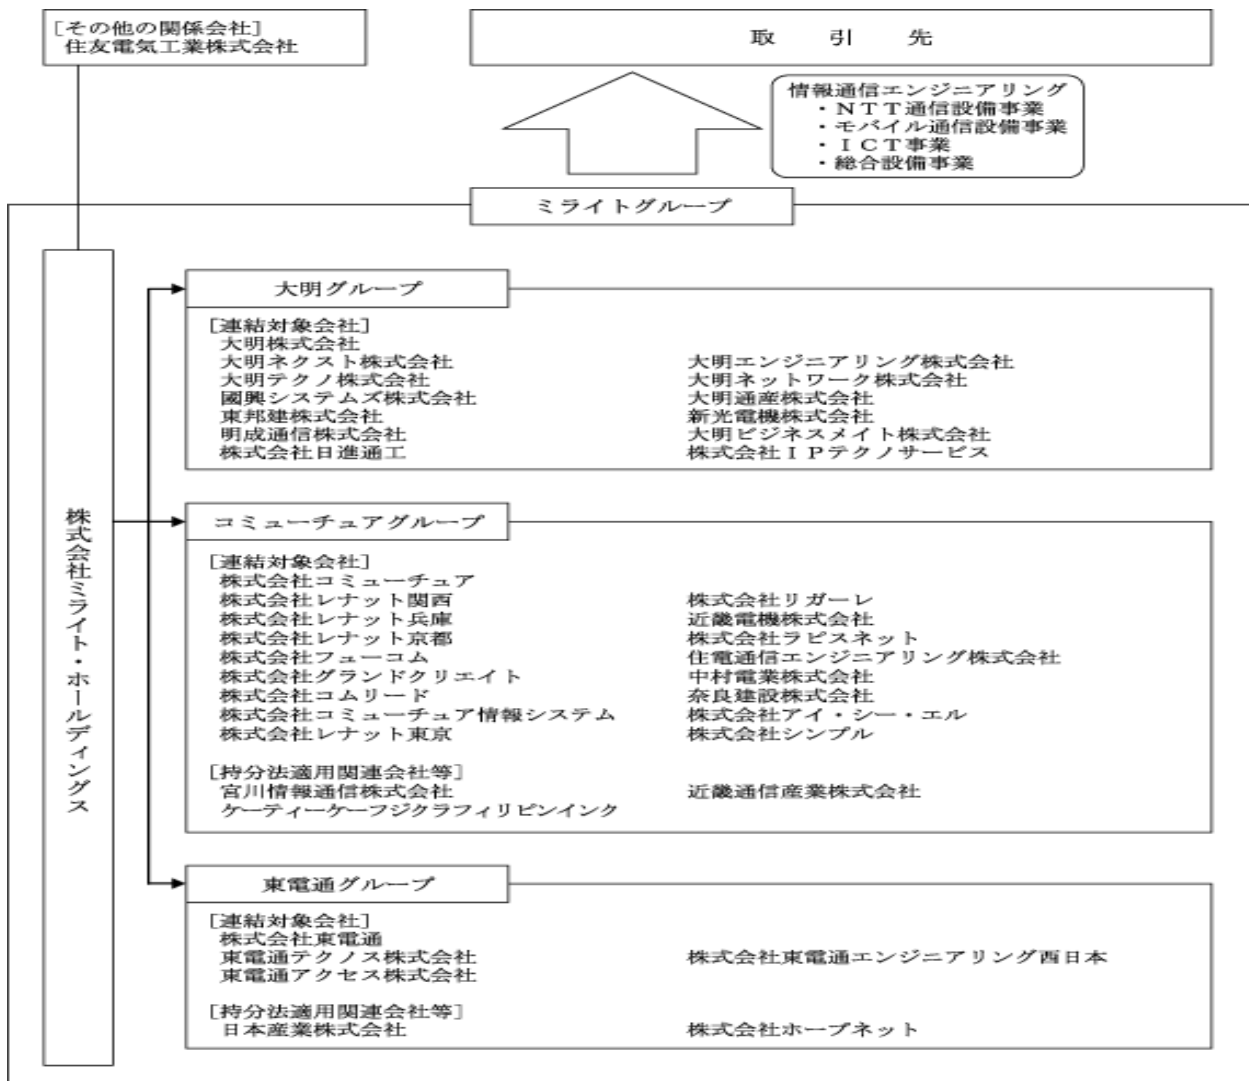 [その他の関係会社]
住友電気工業株式会社
取引先
情報通信エンジニアリング
・ＮＴＴ通信設備事業
・モバイル通信設備事業
・ＩＣＴ事業
・総合設備事業
ミライトグループ
株式会社ミライト・ホールディングス
大明グループ
[連結対象会社]
大明株式会社
大明ネクスト株式会社 大明エンジニアリング株式会社
大明テクノ株式会社 大明ネットワーク株式会社
國興システムズ株式会社 大明通産株式会社
東邦建株式会社 新光電機株式会社
明成通信株式会社 大明ビジネスメイト株式会社
株式会社日進通工 株式会社ＩＰテクノサービス
コミューチュアグループ
[連結対象会社]
株式会社コミューチュア
株式会社レナット関西 株式会社リガーレ
株式会社レナット兵庫 近畿電機株式会社
株式会社レナット京都 株式会社ラピスネット
株式会社フューコム 住電通信エンジニアリング株式会社
株式会社グランドクリエイト 中村電業株式会社
株式会社コムリード 奈良建設株式会社
株式会社コミューチュア情報システム 株式会社アイ・シー・エル
株式会社レナット東京 株式会社シンプル
[持分法適用関連会社等]
宮川情報通信株式会社 近畿通信産業株式会社
ケーティーケーフジクラフィリピンインク
東電通グループ
[連結対象会社]
株式会社東電通
東電通テクノス株式会社 株式会社東電通エンジニアリング西日本
東電通アクセス株式会社
[持分法適用関連会社等]
日本産業株式会社 株式会社ホープネット